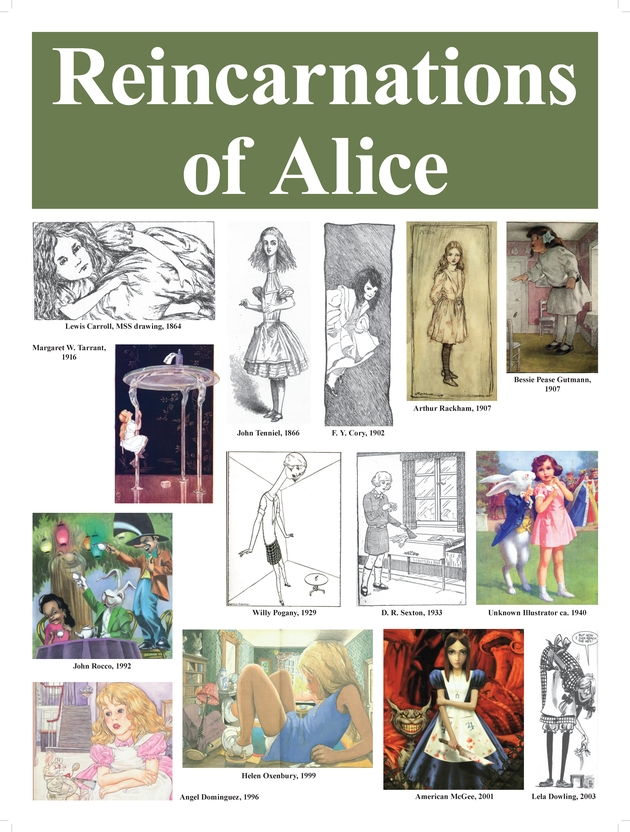 Reincarnations
of Alice
Lewis Carroll, MSS drawing, 1864
Margaret W. Tarrant,
1916
John Tenniel, 1866
F. Y. Cory, 1902
Arthur Rackham, 1907
Bessie Pease Gutmann,
1907
Willy Pogany, 1929
D. R. Sexton, 1933
Unknown Illustrator ca. 1940
John Rocco, 1992
Helen Oxenbury, 1999
Angel Dominguez, 1996
American McGee, 2001
Lela Dowling, 2003